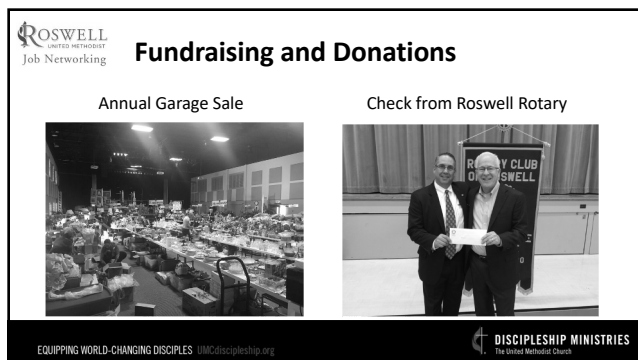 ROSWELL
UNITED METHODIST
Job Networking
Fundraising and Donations
Annual Garage Sale
Check from Roswell Rotary
EQUIPPING WORLD-CHANGING DISCIPLES UMCdiscipleship.org
DISCIPLESHIP MINISTRIES
The United Methodist Church